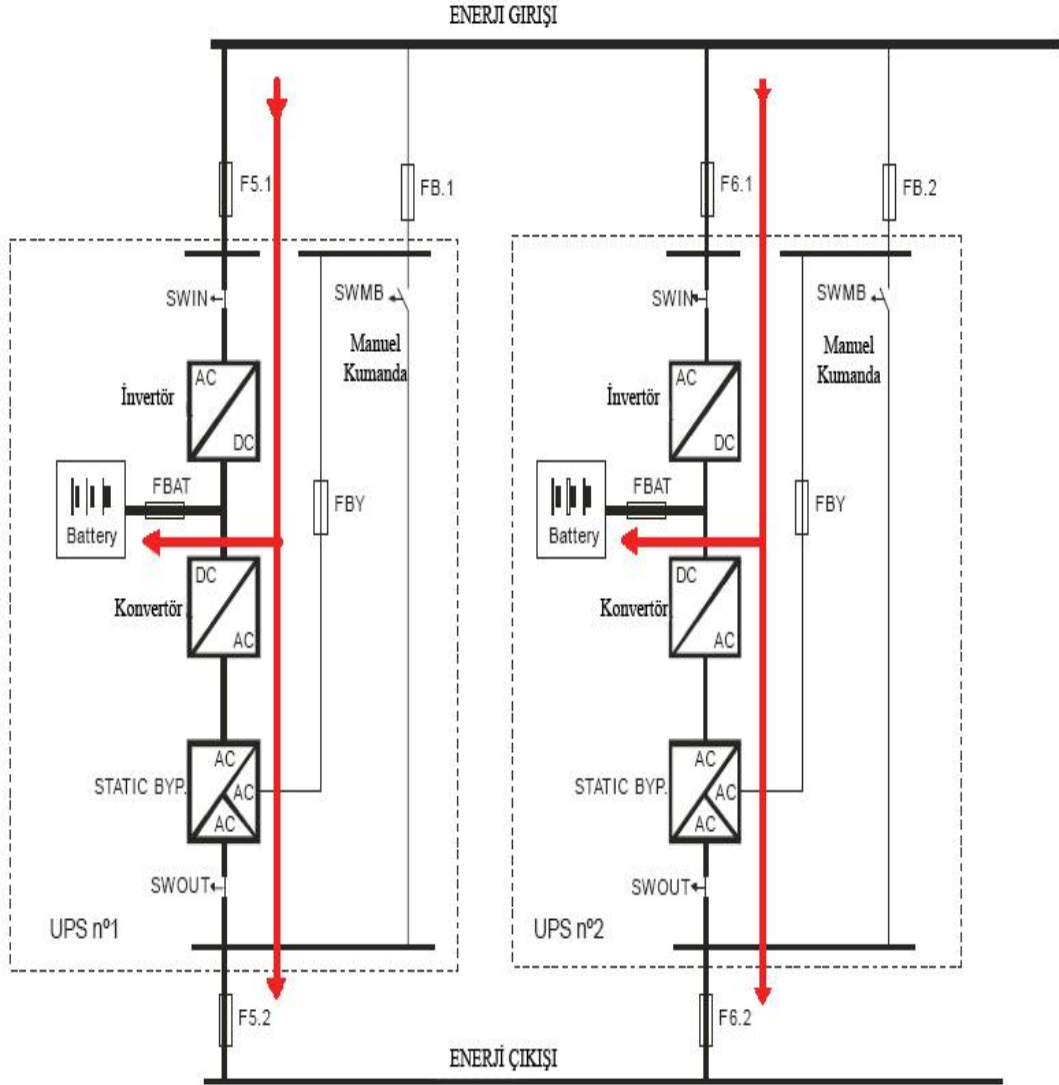 ENERJI GIRIŞI
F5.1
FB.1
F6.1
FB.2
SWIN
SWMB
Manuel
Kumanda
AC
DC
İnvertör
FBAT
Battery
FBY
DC
AC
Konvertör
AC
AC
AC
STATIC BYP.
SWOUT
UPS nº1
F5.2
SWIN
SWMB
Manuel
Kumanda
AC
DC
İnvertör
FBAT
Battery
FBY
DC
AC
Konvertör
AC
AC
AC
STATIC BYP.
SWOUT
UPS nº2
F6.2
ENERJİ ÇIKIŞI